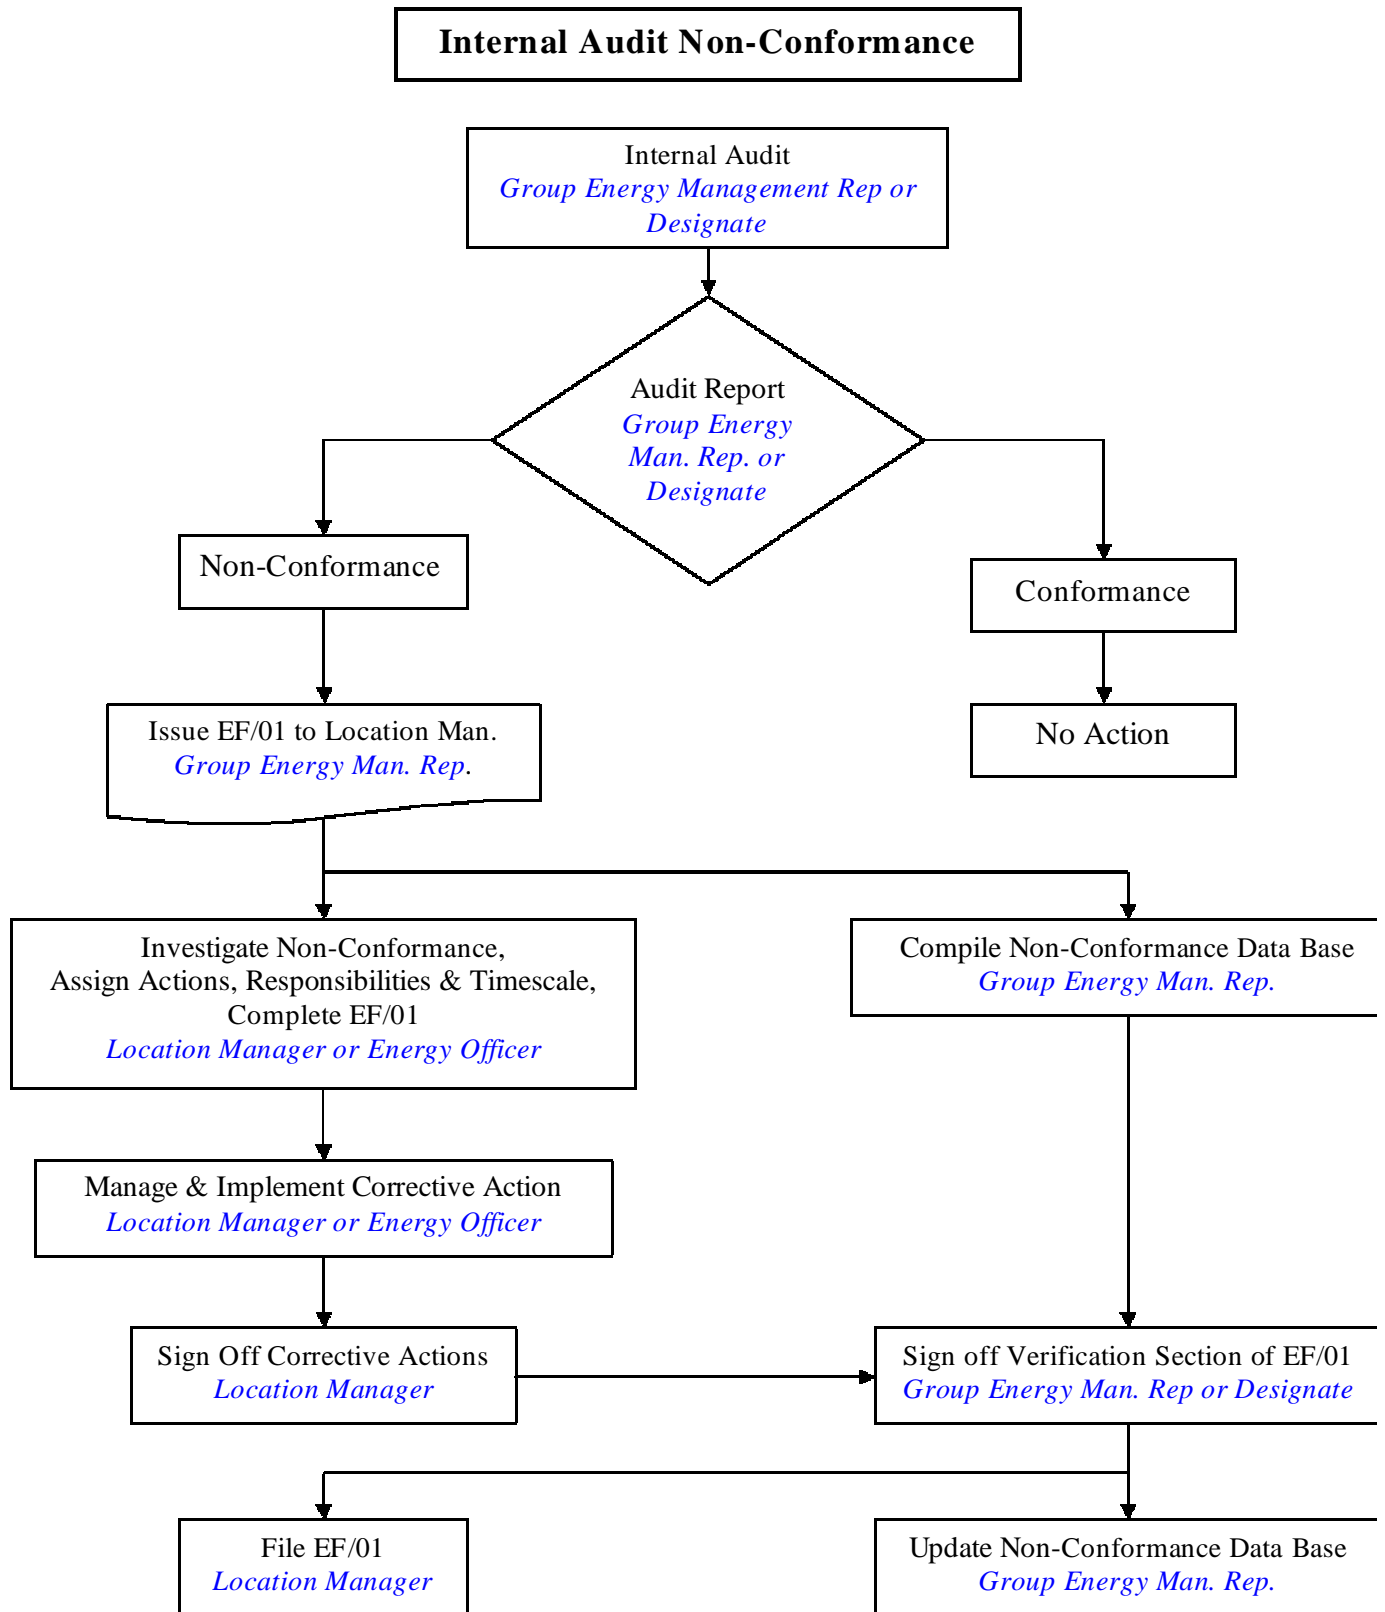 Internal Audit Non-Conformance
Internal Audit
Group Energy Management Rep or
Designate
Audit Report
Group Energy
Man. Rep. or
Designate
Non-Conformance
Conformance
Issue EF/01 to Location Man.
Group Energy Man. Rep.
No Action
Investigate Non-Conformance,
Assign Actions, Responsibilities & Timescale,
Complete EF/01
Location Manager or Energy Officer
Compile Non-Conformance Data Base
Group Energy Man. Rep.
Manage & Implement Corrective Action
Location Manager or Energy Officer
Sign Off Corrective Actions
Location Manager
Sign off Verification Section of EF/01
Group Energy Man. Rep or Designate
File EF/01
Location Manager
Update Non-Conformance Data Base
Group Energy Man. Rep.